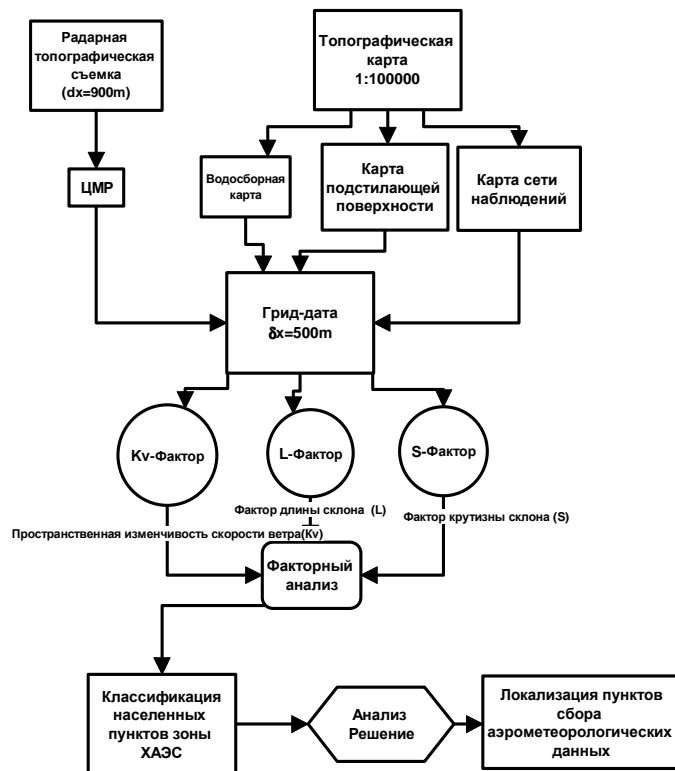 Радарная
топографическая
съемка
(dx=900m)
Топографическая
карта
1:100000
ЦМР
Водосборная
карта
Карта
подстилающей
поверхности
Карта сети
наблюдений
Грид-дата
δx=500m
Kv-Фактор
L-Фактор
S-Фактор
Фактор длины склона (L)
Фактор крутизны склона (S)
Пространственная изменчивость скорости ветра(Kv)
Факторный
анализ
Классификация
населенных
пунктов зоны
ХАЭС
Анализ
Решение
Локализация пунктов
сбора
аэрометеорологических
данных